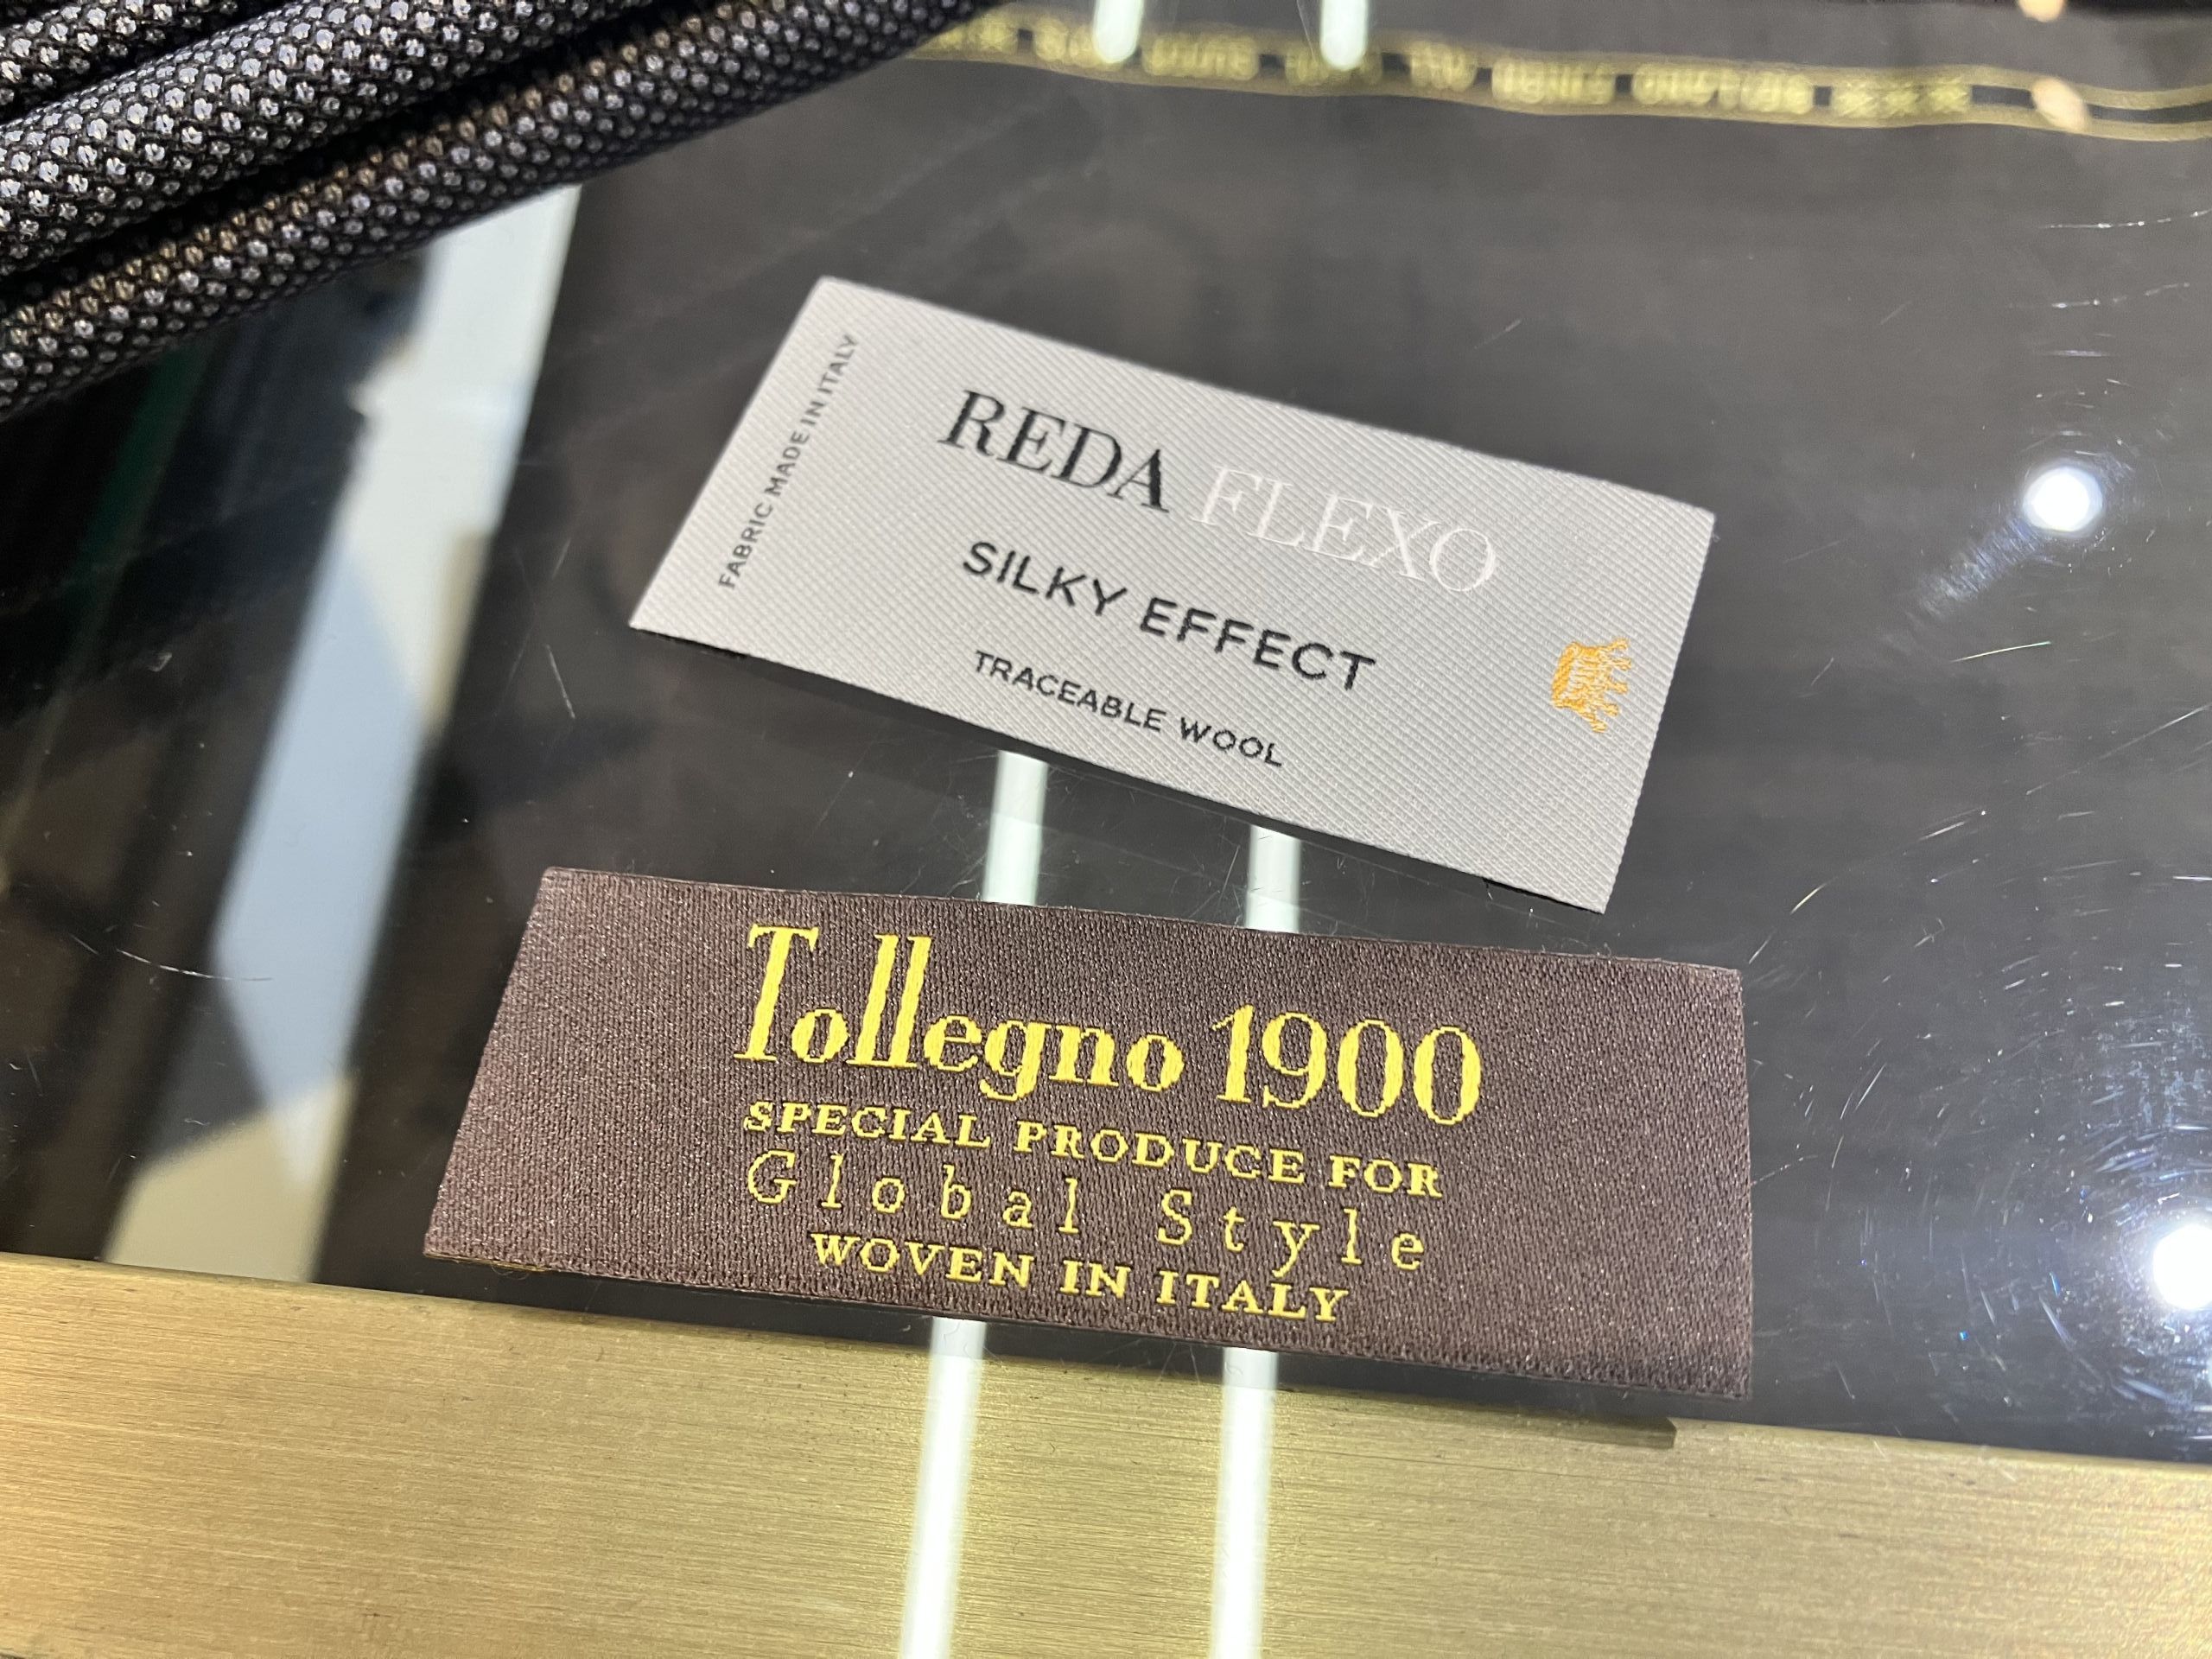 FABRIC MADE IN ITALY
REDA FLEXO
SILKY EFFECT
TRACEABLE WOOL
Tollegno 1900
SPECIAL PRODUCE FOR
Global Style
WOVEN IN ITALY